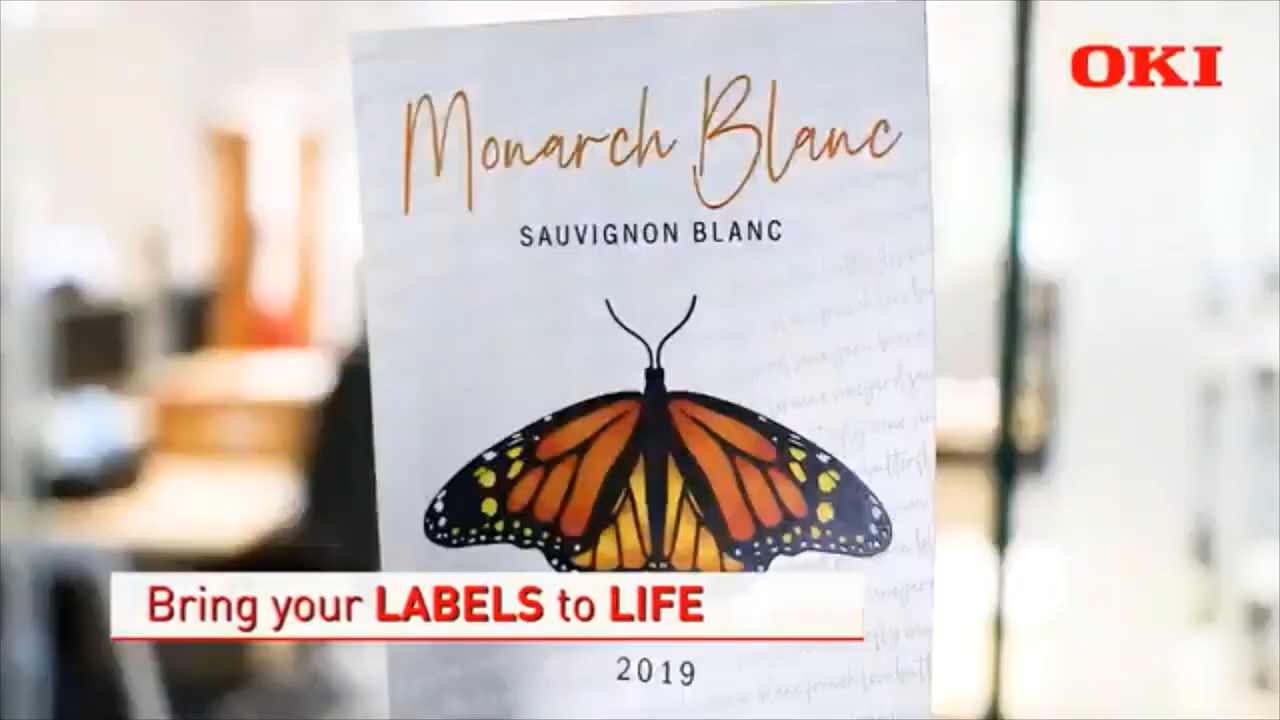 OKI
Monarch Blanc
SAUVIGNON BLANC
Bring your LABELS to LIFE
2019